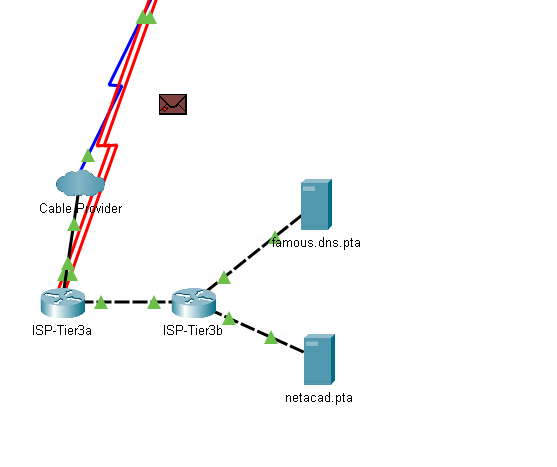 Cable Provider
famous.dns.pta
ISP-Tier3a
ISP-Tier3b
netacad.pta